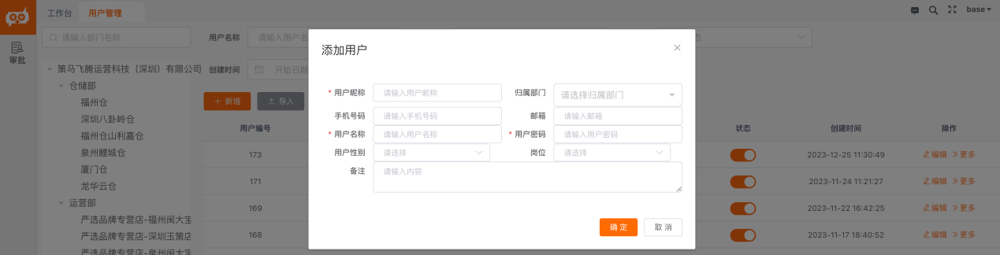 工作台 用户管理 base
审批
请输入部门名称
策马飞腾运营科技（深圳）有限公司
仓储部
福州仓
深圳八卦岭仓
福州仓山利嘉仓
泉州鲤城仓
厦门仓
龙华云仓
运营部
严选品牌专营店-福州闽大宝
严选品牌专营店-深圳玉策店
严选品牌专营店-泉州闽大宝
用户名称 请输入用户名
创建时间 开始日期
新增 导入
用户编号 状态 创建时间 操作
173 2023-12-25 11:30:49 编辑 更多
171 2023-11-24 11:21:27 编辑 更多
169 2023-11-22 16:42:25 编辑 更多
168 2023-11-17 18:40:52 编辑 更多
添加用户
* 用户昵称 请输入用户昵称 归属部门 请选择归属部门
手机号码 请输入手机号码 邮箱 请输入邮箱
* 用户名称 请输入用户名称 * 用户密码 请输入用户密码
用户性别 请选择 岗位 请选择
备注 请输入内容
确 定 取 消